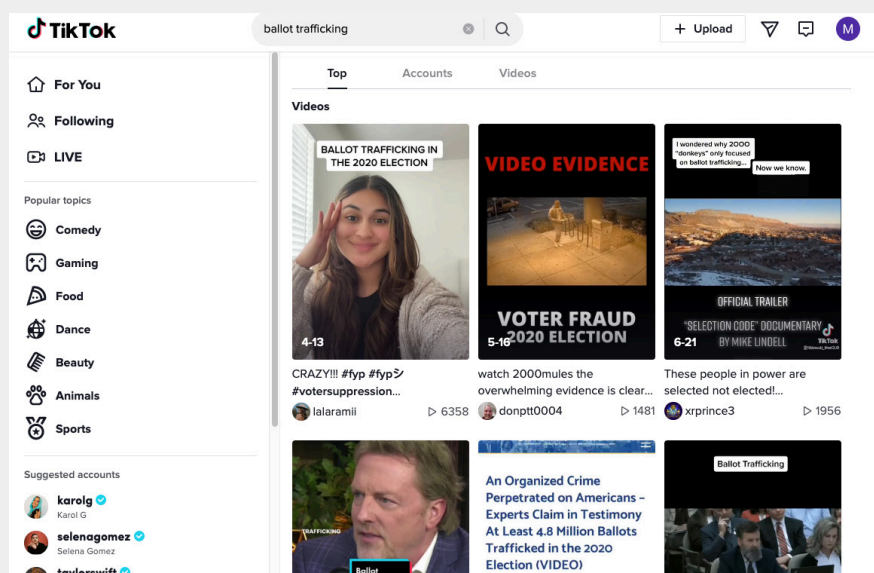 TikTok
ballot trafficking
Upload
M
For You
Following
LIVE
Popular topics
Comedy
Gaming
Food
Dance
Beauty
Animals
Sports
Suggested accounts
karolg
Karol G
selenagomez
Selena Gomez
taylorswift
Top
Accounts
Videos
Videos
BALLOT TRAFFICKING IN
THE 2020 ELECTION
4-13
CRAZY!!! #fyp #fypシ
#votersuppression...
lalaramii
6358
VIDEO EVIDENCE
VOTER FRAUD
2020 ELECTION
5-16
watch 2000mules the
overwhelming evidence is clear...
donptt0004
1481
I wondered why 2000
"donkeys" only focused
on ballot trafficking...
Now we know.
OFFICIAL TRAILER
"SELECTION CODE" DOCUMENTARY
BY MIKE LINDELL
6-21
TikTok
These people in power are
selected not elected!...
xrprince3
1956
TRAFFICKING
Ballot
An Organized Crime
Perpetrated on Americans –
Experts Claim in Testimony
At Least 4.8 Million Ballots
Trafficked in the 2020
Election (VIDEO)
Ballot Trafficking